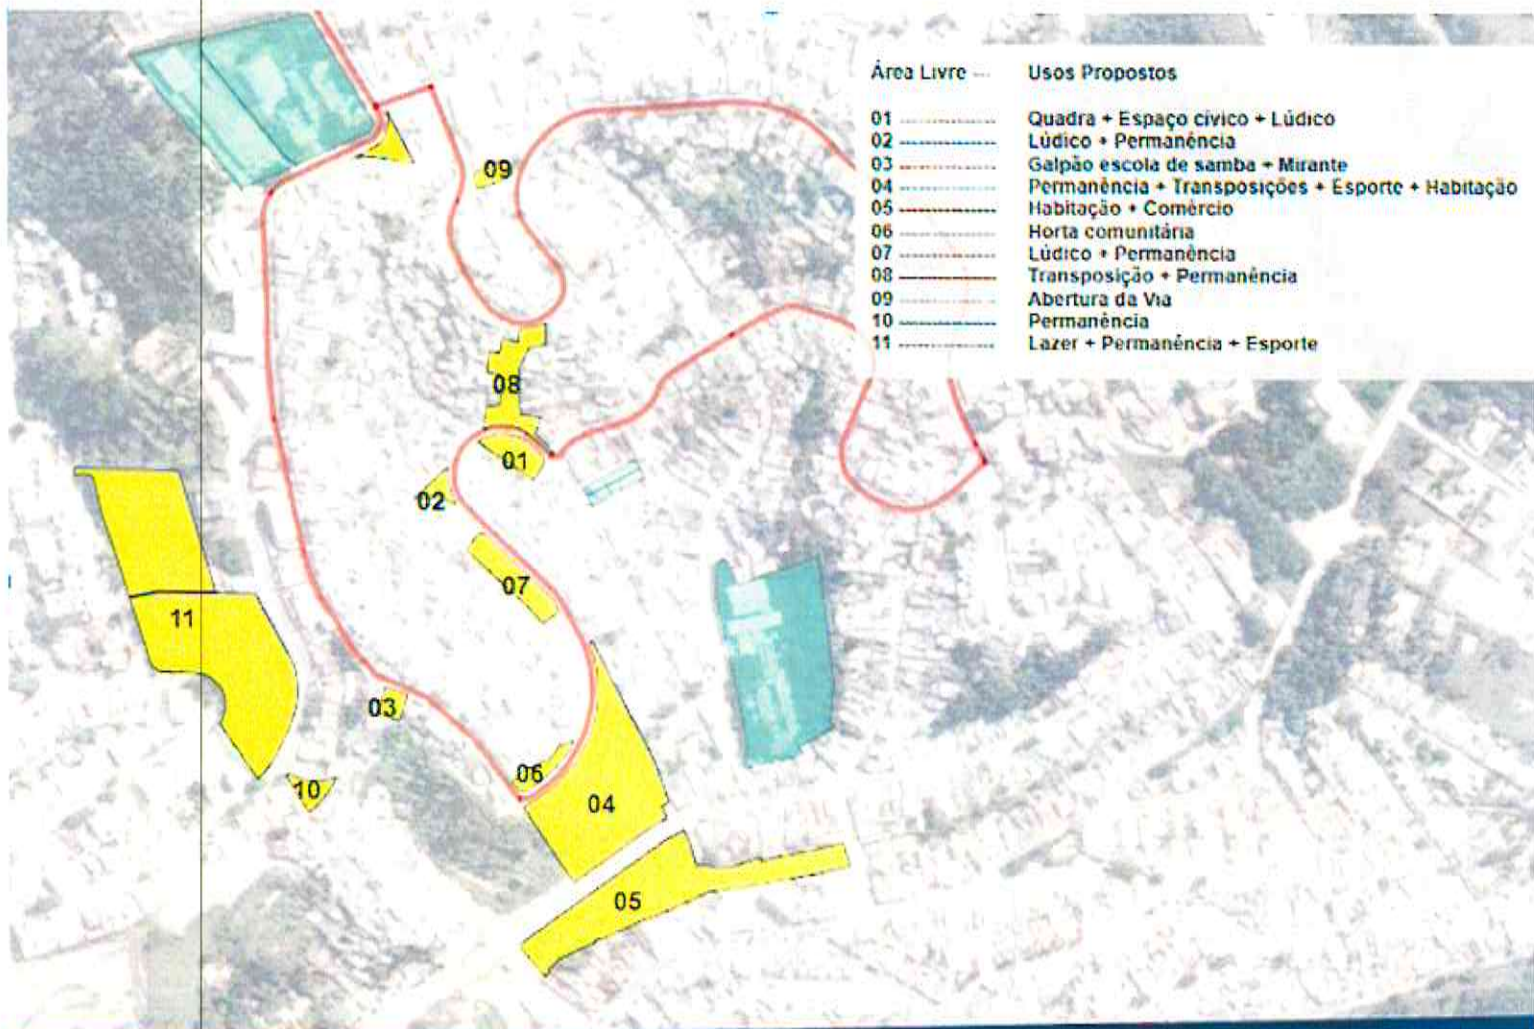 Área Livre --- Usos Propostos
01 Quadra + Espaço cívico + Lúdico
02 Lúdico + Permanência
03 Galpão escola de samba + Mirante
04 Permanência + Transposições + Esporte + Habitação
05 Habitação + Comércio
06 Horta comunitária
07 Lúdico + Permanência
08 Transposição + Permanência
09 Abertura da Via
10 Permanência
11 Lazer + Permanência + Esporte
09
08
01
02
07
11
03
06
10
04
05